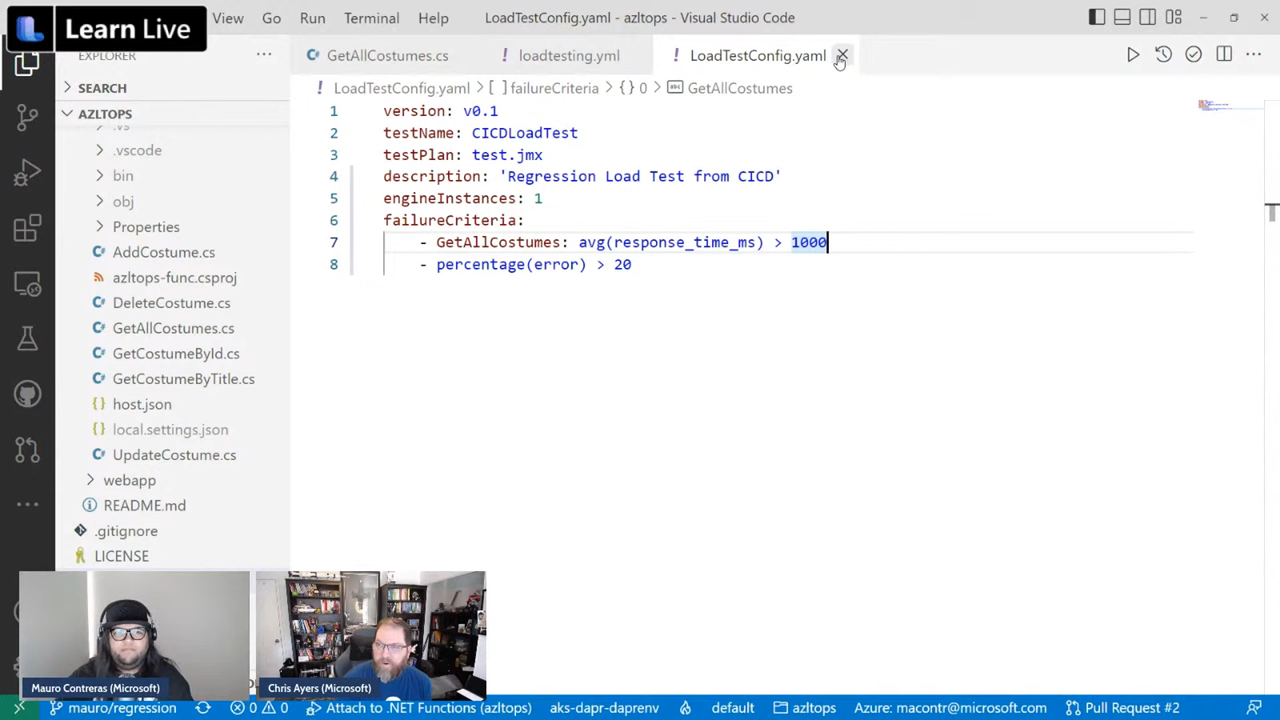 Learn Live
View Go Run Terminal Help
LoadTestConfig.yaml - azltops - Visual Studio Code
EXPLORER
GetAllCostumes.cs
loadtesting.yml
LoadTestConfig.yaml
SEARCH
LoadTestConfig.yaml > [ ] failureCriteria > {} 0 > GetAllCostumes
AZLTOPS
.vs
.vscode
bin
obj
Properties
AddCostume.cs
azltops-func.csproj
DeleteCostume.cs
GetAllCostumes.cs
GetCostumeById.cs
GetCostumeByTitle.cs
host.json
local.settings.json
UpdateCostume.cs
webapp
README.md
.gitignore
LICENSE
1 version: v0.1
2 testName: CICDLoadTest
3 testPlan: test.jmx
4 description: 'Regression Load Test from CICD'
5 engineInstances: 1
6 failureCriteria:
7 - GetAllCostumes: avg(response_time_ms) > 1000
8 - percentage(error) > 20
Mauro Contreras (Microsoft)
Chris Ayers (Microsoft)
mauro/regression 0 0 Attach to .NET Functions (azltops) aks-dapr-daprenv default azltops Azure: macontr@microsoft.com Pull Request #2